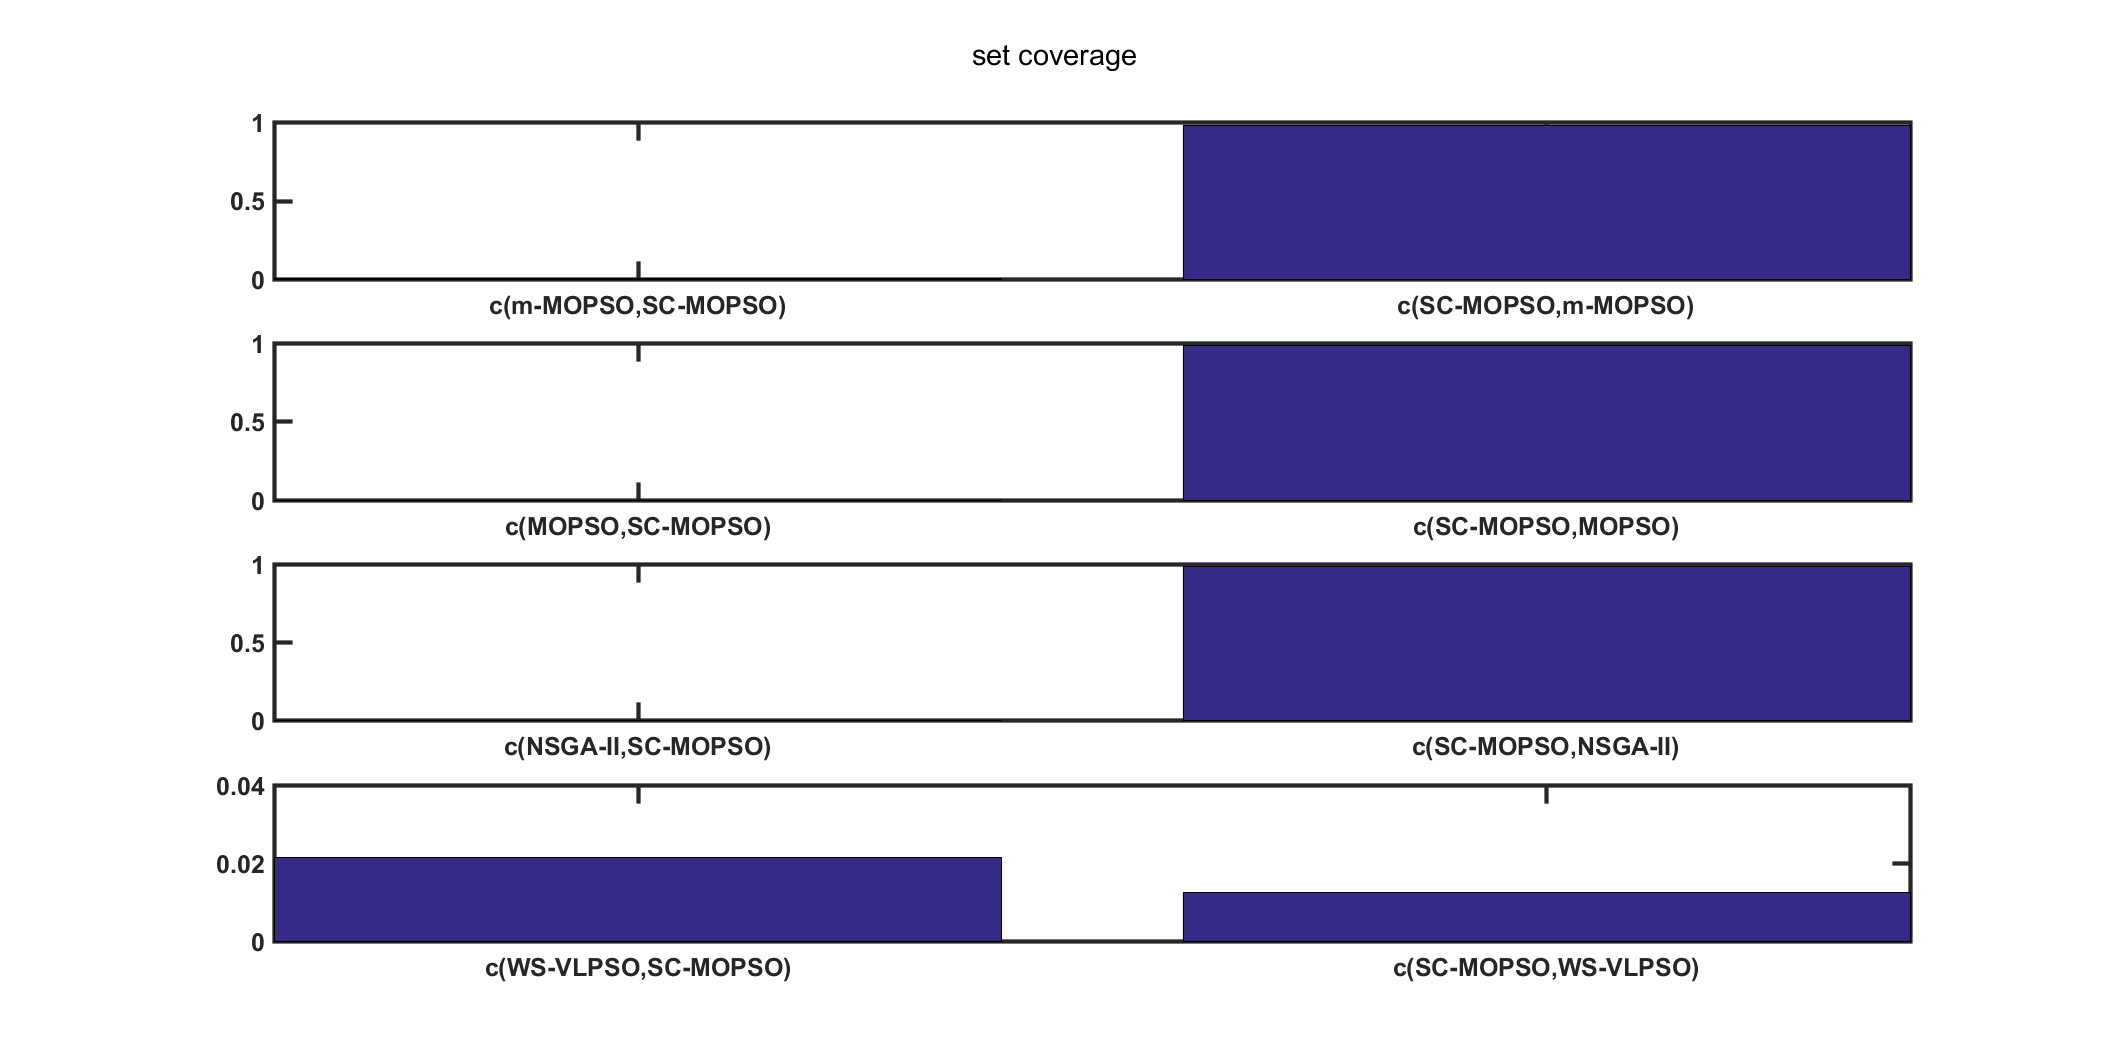 set coverage
1
0.5
0
c(m-MOPSO,SC-MOPSO) c(SC-MOPSO,m-MOPSO)
1
0.5
0
c(MOPSO,SC-MOPSO) c(SC-MOPSO,MOPSO)
1
0.5
0
c(NSGA-II,SC-MOPSO) c(SC-MOPSO,NSGA-II)
0.04
0.02
0
c(WS-VLPSO,SC-MOPSO) c(SC-MOPSO,WS-VLPSO)